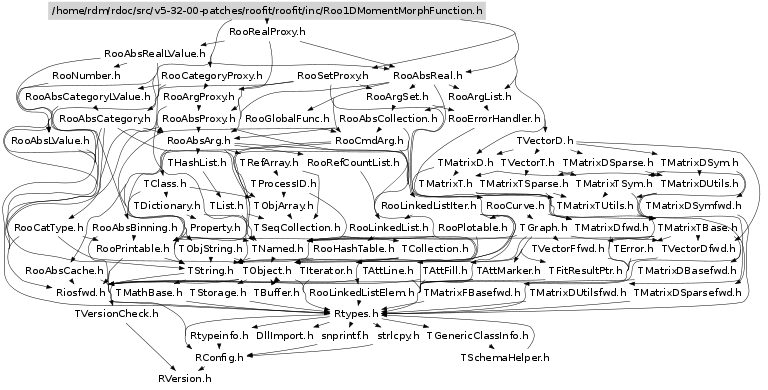 /home/rdm/rdoc/src/v5-32-00-patches/roofit/roofit/inc/Roo1DMomentMorphFunction.h
RooRealProxy.h
RooAbsRealLValue.h
RooNumber.h RooCategoryProxy.h RooSetProxy.h RooAbsReal.h
RooAbsCategoryLValue.h RooArgProxy.h RooArgSet.h RooArgList.h
RooAbsCategory.h RooAbsProxy.h RooGlobalFunc.h RooAbsCollection.h RooErrorHandler.h
RooAbsLValue.h RooAbsArg.h RooCmdArg.h TVectorD.h
THashList.h TRefArray.h RooRefCountList.h TMatrixD.h TVectorT.h TMatrixDSparse.h TMatrixDSym.h
TClass.h TProcessID.h TMatrixT.h TMatrixTSparse.h TMatrixTSym.h TMatrixDUtils.h
TDictionary.h TList.h TObjArray.h RooLinkedListIter.h RooCurve.h TMatrixTUtils.h TMatrixDSymfwd.h
RooCatType.h RooAbsBinning.h Property.h TSeqCollection.h RooLinkedList.h RooPlotable.h TGraph.h TMatrixDfwd.h TMatrixTBase.h
RooPrintable.h TObjString.h TNamed.h RooHashTable.h TCollection.h TVectorFfwd.h TError.h TVectorDfwd.h
RooAbsCache.h TString.h TObject.h TIterator.h TAttLine.h TAttFill.h TAttMarker.h TFitResultPtr.h TMatrixDBasefwd.h
Riosfwd.h TMathBase.h TStorage.h TBuffer.h RooLinkedListElem.h TMatrixFBasefwd.h TMatrixDUtilsfwd.h TMatrixDSparsefwd.h
TVersionCheck.h Rtypes.h
Rtypeinfo.h DllImport.h snprintf.h strlcpy.h TGenericClassInfo.h
RConfig.h TSchemaHelper.h
RVersion.h